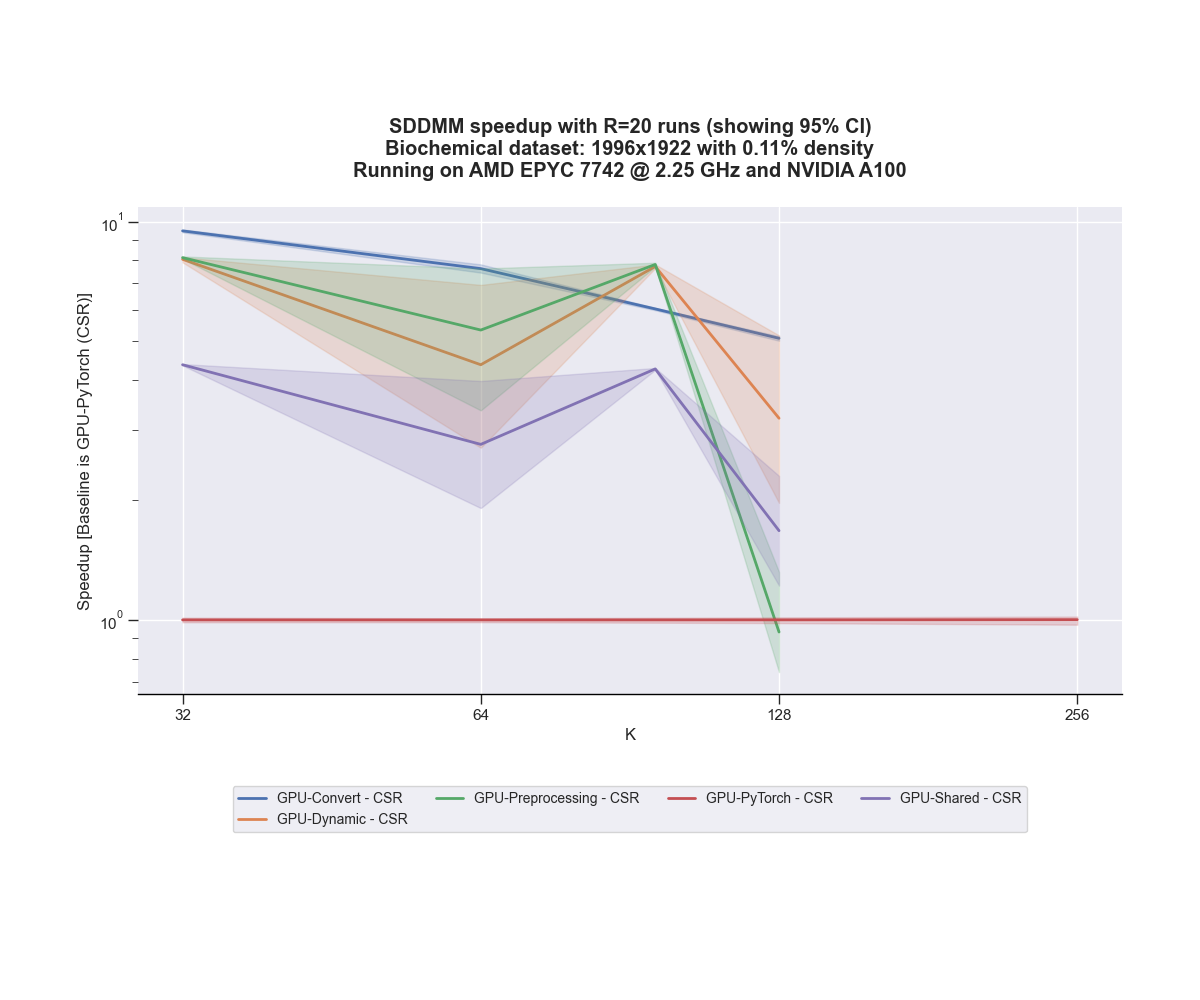 SDDMM speedup with R=20 runs (showing 95% CI)
Biochemical dataset: 1996x1922 with 0.11% density
Running on AMD EPYC 7742 @ 2.25 GHz and NVIDIA A100
Speedup [Baseline is GPU-PyTorch (CSR)]
10^1
10^0
32 64 128 256
K
GPU-Convert - CSR GPU-Preprocessing - CSR GPU-PyTorch - CSR GPU-Shared - CSR
GPU-Dynamic - CSR